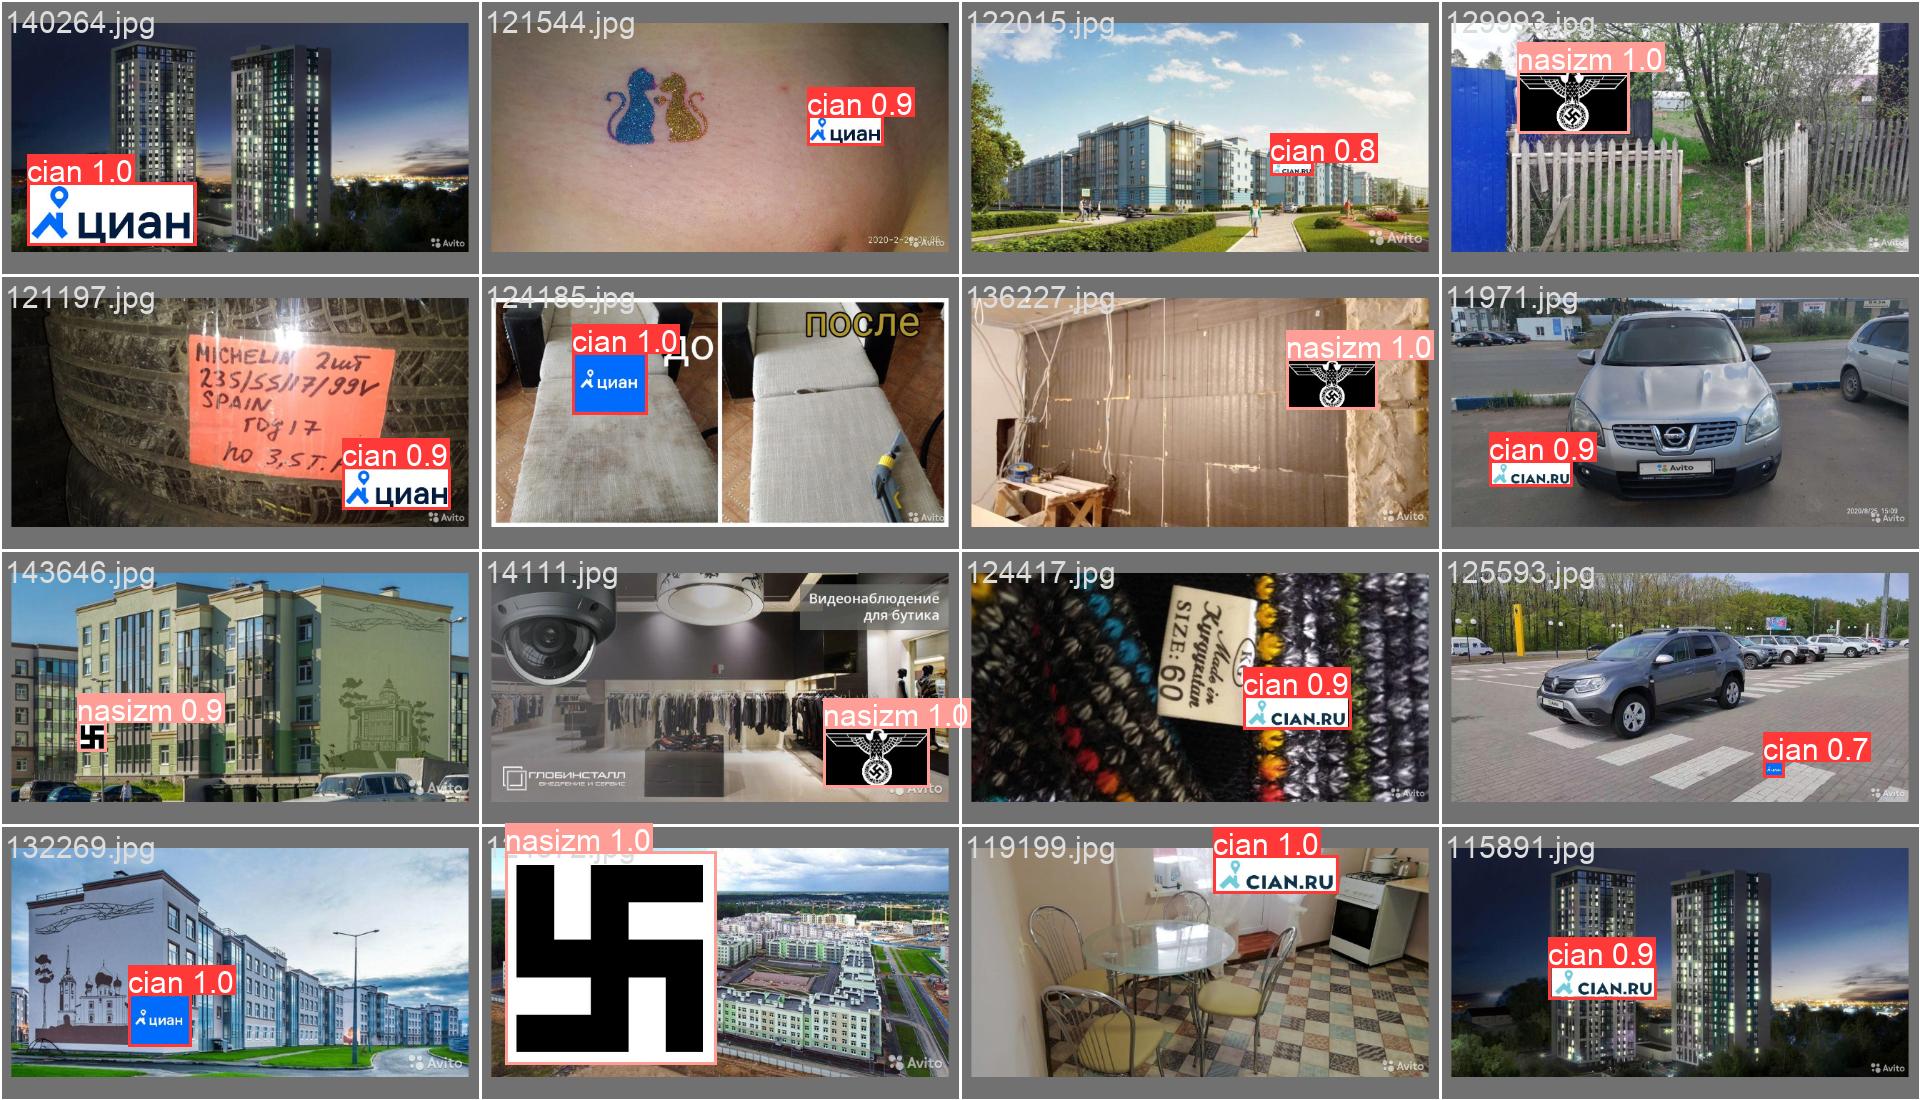 140264.jpg
cian 1.0
циан
Avito
121544.jpg
cian 0.9
циан
Avito
122015.jpg
cian 0.8
CIAN.RU
Avito
129993.jpg
nasizm 1.0
Avito
121197.jpg
MICHELIN 2шт
235/55/17/99V
SPAIN
год 17
по 3,5 т.
cian 0.9
циан
Avito
124185.jpg
cian 1.0
до
циан
после
Avito
136227.jpg
nasizm 1.0
Avito
11971.jpg
cian 0.9
CIAN.RU
Avito
2020/8/25 15:09
Avito
143646.jpg
nasizm 0.9
Avito
14111.jpg
Видеонаблюдение
для бутика
nasizm 1.0
ГЛОБИНСТАЛЛ
ВНЕДРЕНИЕ И СЕРВИС
Avito
124417.jpg
Made in
Kyrgyzstan
SIZE: 60
cian 0.9
CIAN.RU
Avito
125593.jpg
cian 0.7
Avito
132269.jpg
cian 1.0
циан
Avito
nasizm 1.0
Avito
119199.jpg
cian 1.0
CIAN.RU
Avito
115891.jpg
cian 0.9
CIAN.RU
Avito